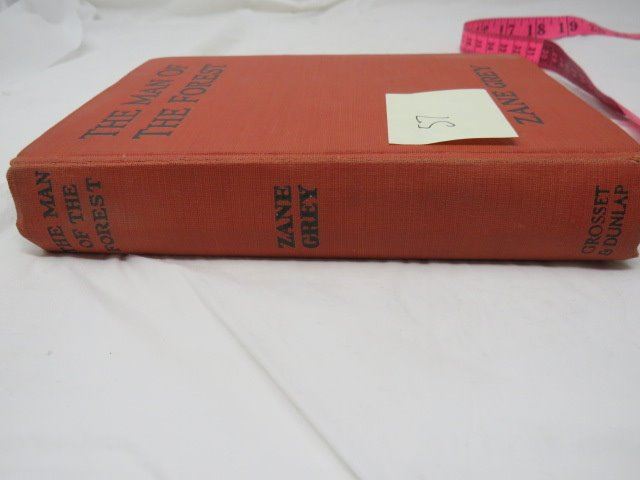 THE MAN OF
THE FOREST
ZANE GREY
57
THE MAN
OF THE
FOREST
ZANE
GREY
GROSSET
& DUNLAP
17 18 19